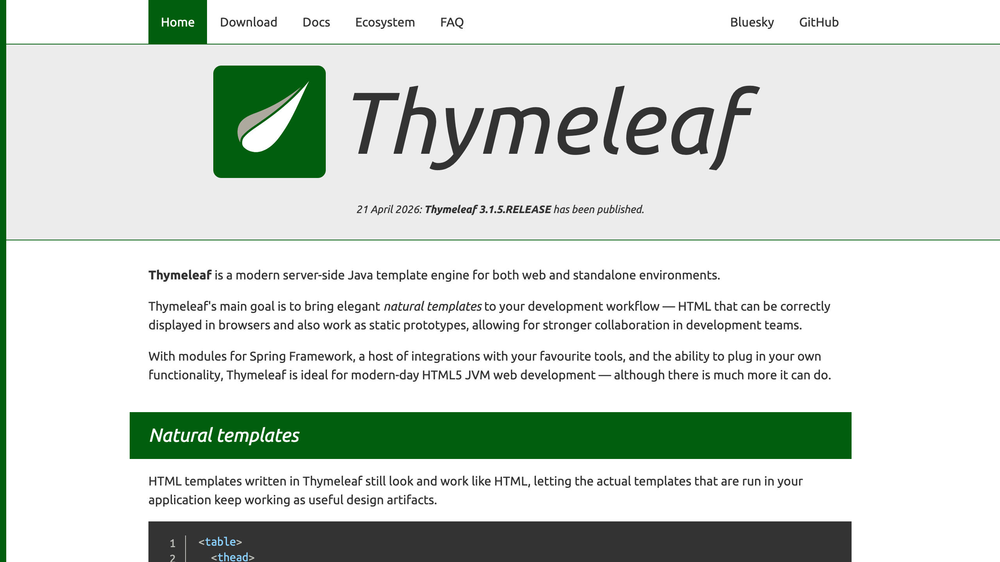 Home Download Docs Ecosystem FAQ Bluesky GitHub
Thymeleaf
21 April 2026: Thymeleaf 3.1.5.RELEASE has been published.
Thymeleaf is a modern server-side Java template engine for both web and standalone environments.
Thymeleaf's main goal is to bring elegant natural templates to your development workflow — HTML that can be correctly
displayed in browsers and also work as static prototypes, allowing for stronger collaboration in development teams.
With modules for Spring Framework, a host of integrations with your favourite tools, and the ability to plug in your own
functionality, Thymeleaf is ideal for modern-day HTML5 JVM web development — although there is much more it can do.
Natural templates
HTML templates written in Thymeleaf still look and work like HTML, letting the actual templates that are run in your
application keep working as useful design artifacts.
1 <table>
2 <thead>